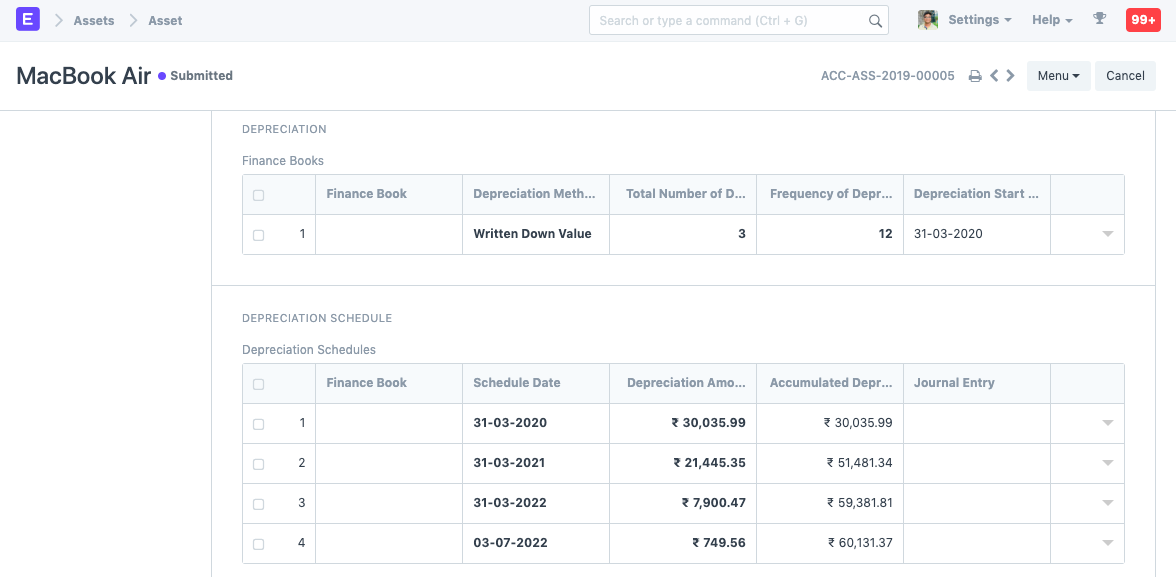 E Assets Asset Search or type a command (Ctrl + G) Settings Help 99+
MacBook Air Submitted ACC-ASS-2019-00005 Menu Cancel
DEPRECIATION
Finance Books
Finance Book Depreciation Meth... Total Number of D... Frequency of Depr... Depreciation Start ...
1 Written Down Value 3 12 31-03-2020
DEPRECIATION SCHEDULE
Depreciation Schedules
Finance Book Schedule Date Depreciation Amo... Accumulated Depr... Journal Entry
1 31-03-2020 ₹ 30,035.99 ₹ 30,035.99
2 31-03-2021 ₹ 21,445.35 ₹ 51,481.34
3 31-03-2022 ₹ 7,900.47 ₹ 59,381.81
4 03-07-2022 ₹ 749.56 ₹ 60,131.37